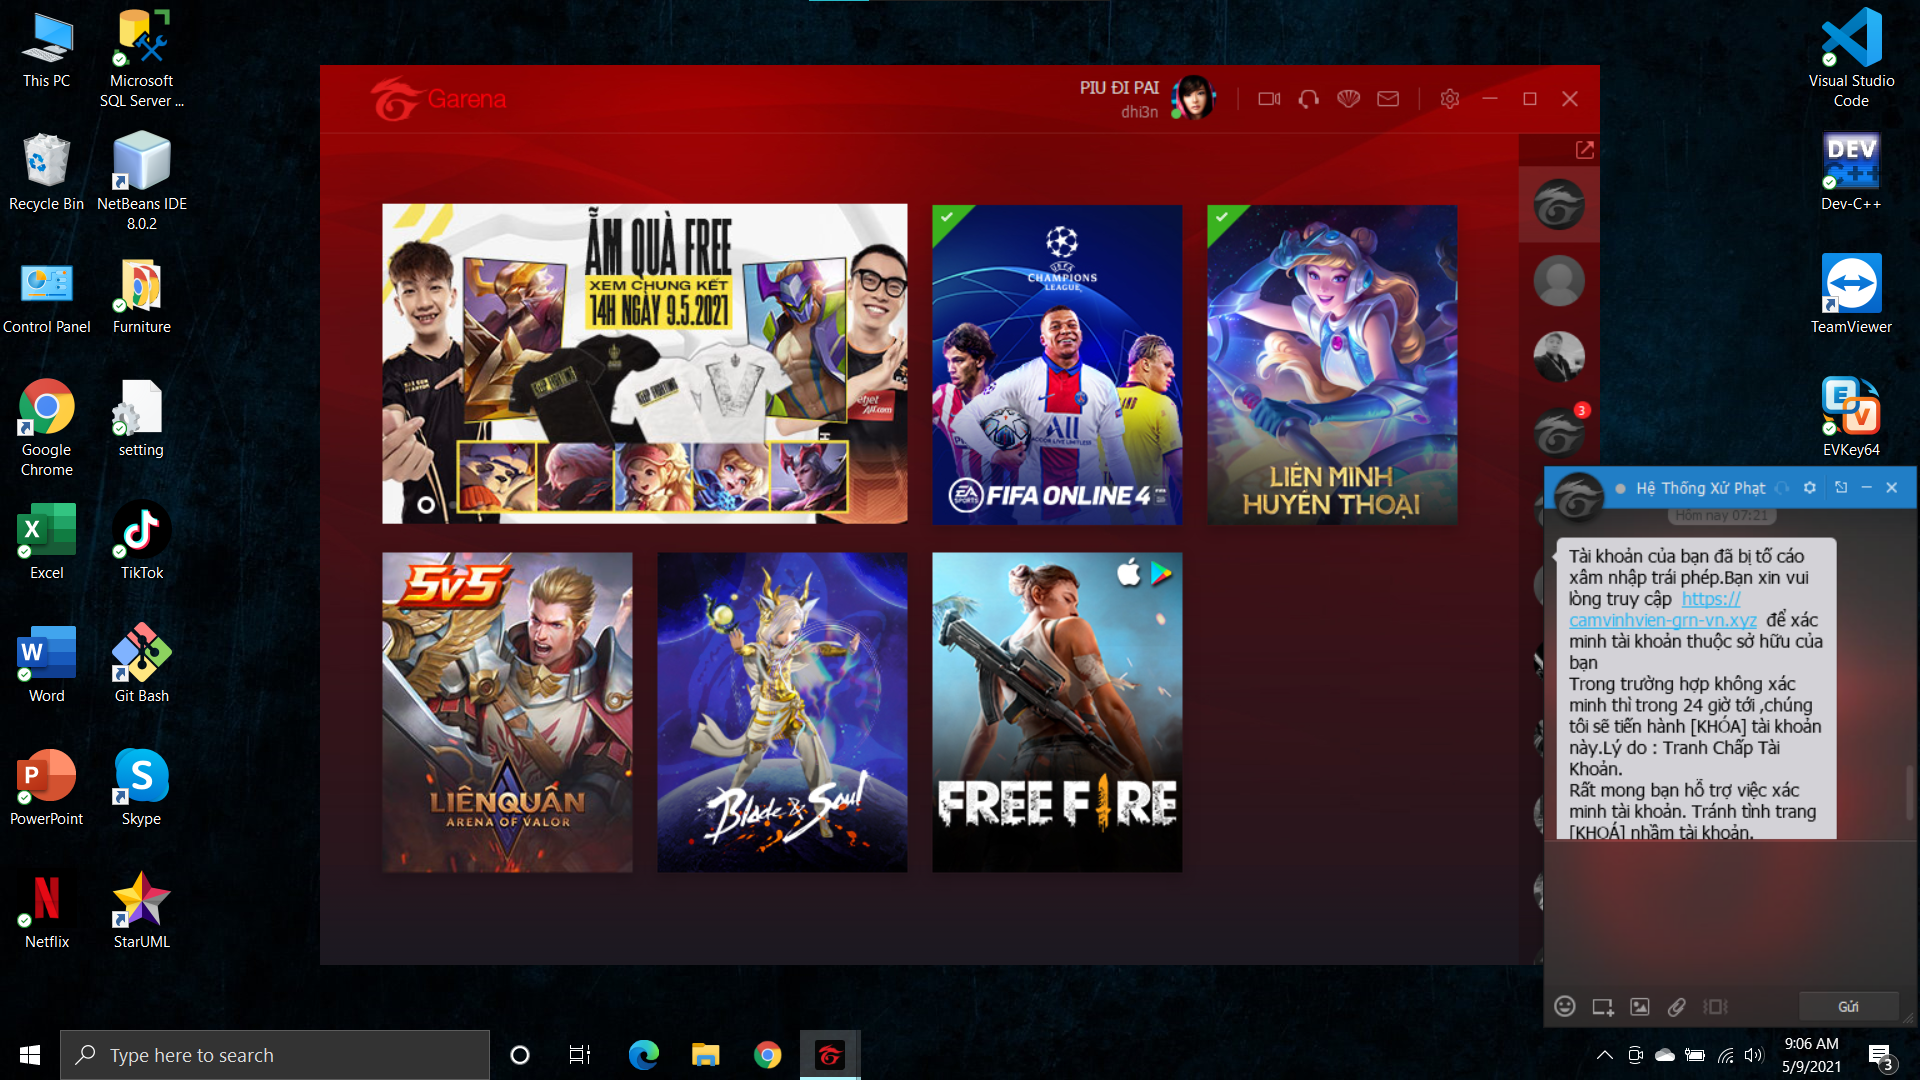 This PC
Microsoft
SQL Server ...
Recycle Bin
NetBeans IDE
8.0.2
Control Panel
Furniture
Google
Chrome
setting
Excel
TikTok
Word
Git Bash
PowerPoint
Skype
Netflix
StarUML
Garena
PIU ĐI PAI
dhi3n
ẴM QUÀ FREE
XEM CHUNG KẾT
14H NGÀY 9.5.2021
UEFA
CHAMPIONS
LEAGUE
EA
SPORTS
FIFA ONLINE 4
LIÊN MINH
HUYỀN THOẠI
5v5
LIÊN QUÂN
ARENA OF VALOR
Blade & Soul
FREE FIRE
Visual Studio
Code
DEV
C++
Dev-C++
TeamViewer
EVKey64
3
Hệ Thống Xử Phạt
Hôm nay 07:21
Tài khoản của bạn đã bị tố cáo
xâm nhập trái phép.Bạn xin vui
lòng truy cập https://
camvinhvien-grn-vn.xyz để xác
minh tài khoản thuộc sở hữu của
bạn
Trong trường hợp không xác
minh thì trong 24 giờ tới ,chúng
tôi sẽ tiến hành [KHÓA] tài khoản
này.Lý do : Tranh Chấp Tài
Khoản.
Rất mong bạn hỗ trợ việc xác
minh tài khoản. Tránh tình trang
[KHOÁ] nhầm tài khoản.
Gửi
Type here to search
9:06 AM
5/9/2021
3